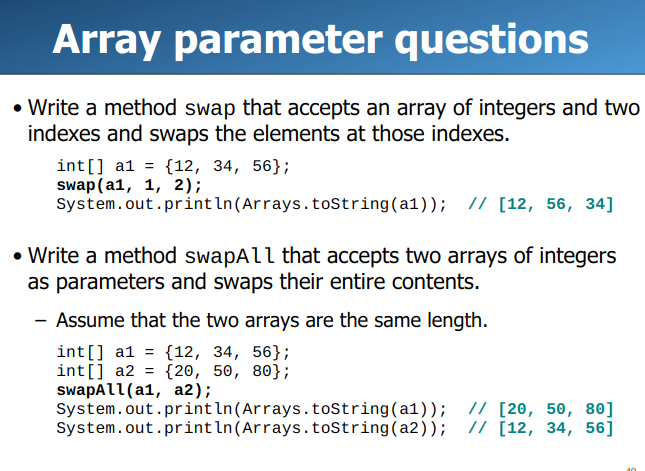 Array parameter questions
• Write a method swap that accepts an array of integers and two
indexes and swaps the elements at those indexes.
int[] a1 = {12, 34, 56};
swap(a1, 1, 2);
System.out.println(Arrays.toString(a1));  // [12, 56, 34]
• Write a method swapAll that accepts two arrays of integers
as parameters and swaps their entire contents.
– Assume that the two arrays are the same length.
int[] a1 = {12, 34, 56};
int[] a2 = {20, 50, 80};
swapAll(a1, a2);
System.out.println(Arrays.toString(a1));  // [20, 50, 80]
System.out.println(Arrays.toString(a2));  // [12, 34, 56]